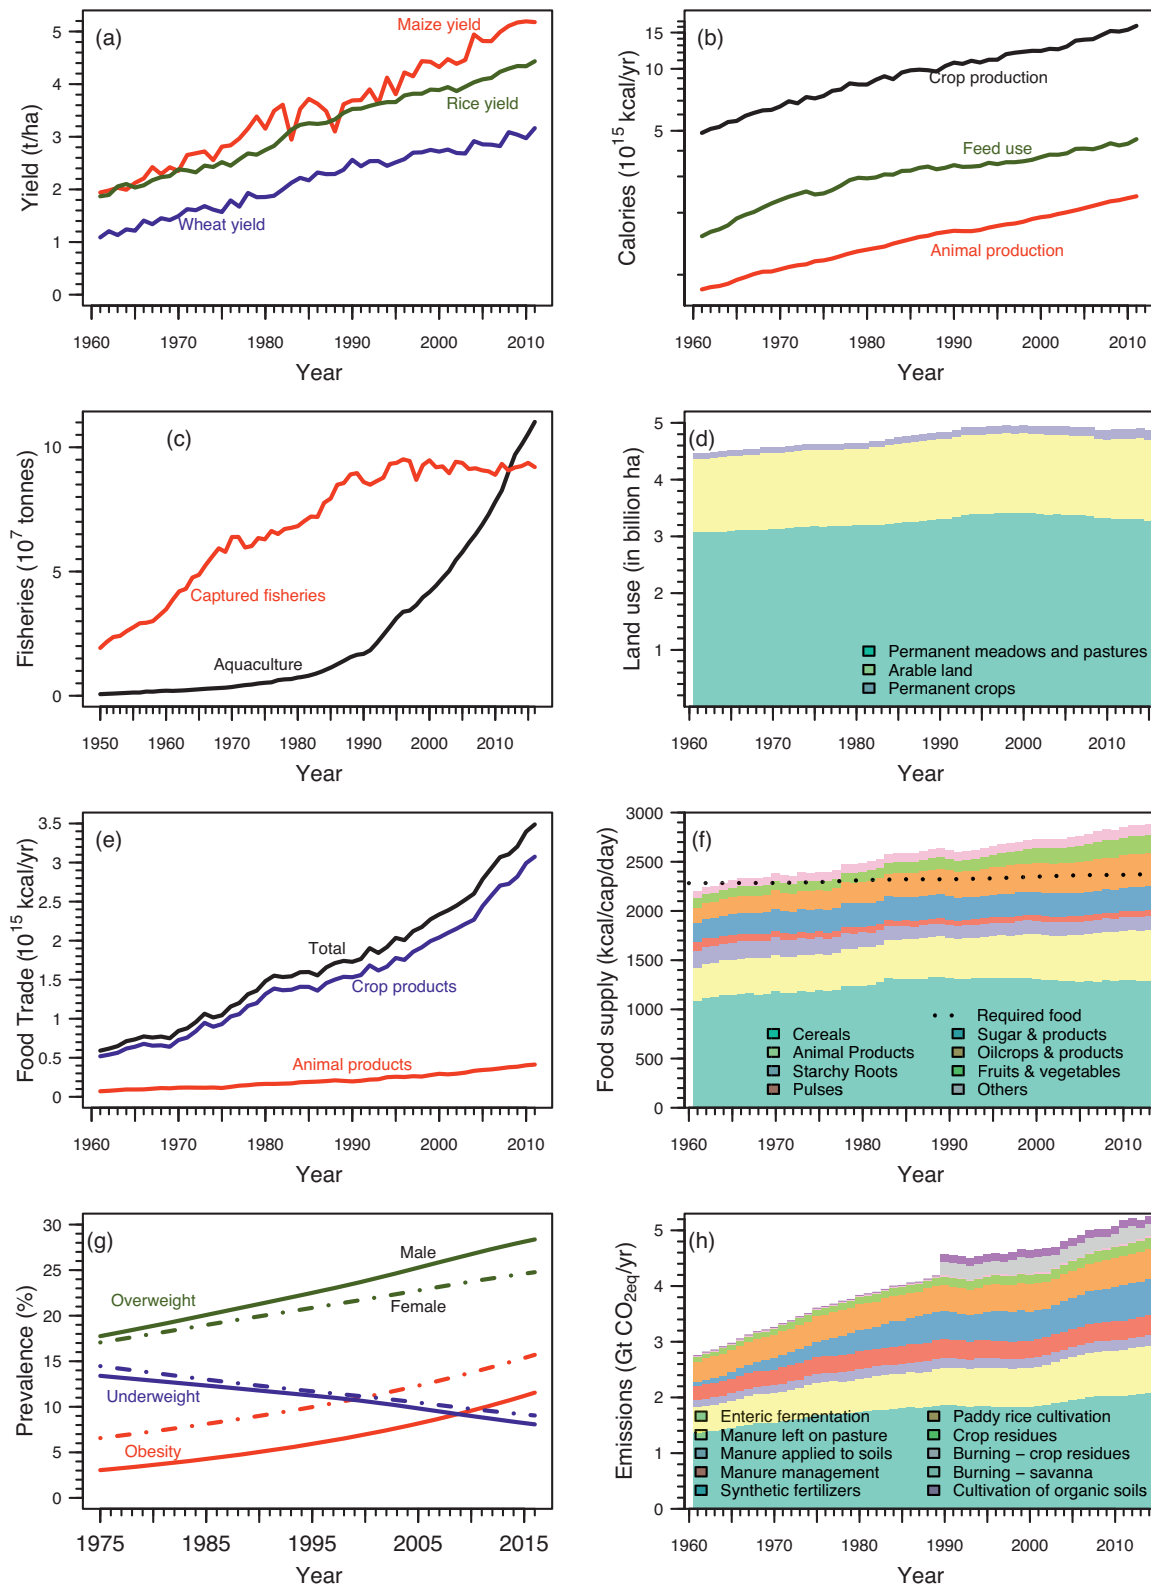 (a)
Maize yield
Rice yield
Wheat yield
Yield (t/ha)
0
1
2
3
4
5
1960
1970
1980
1990
2000
2010
Year
(b)
Crop production
Feed use
Animal production
Calories (10¹⁵ kcal/yr)
5
10
15
1960
1970
1980
1990
2000
2010
Year
(c)
Captured fisheries
Aquaculture
Fisheries (10⁷ tonnes)
0
5
10
1950
1960
1970
1980
1990
2000
2010
Year
(d)
Land use (in billion ha)
1
2
3
4
5
Permanent meadows and pastures
Arable land
Permanent crops
1960
1970
1980
1990
2000
2010
Year
(e)
Total
Crop products
Animal products
Food Trade (10¹⁵ kcal/yr)
0
0.5
1
1.5
2
2.5
3
3.5
1960
1970
1980
1990
2000
2010
Year
(f)
Food supply (kcal/cap/day)
0
500
1000
1500
2000
2500
3000
Required food
Cereals
Animal Products
Starchy Roots
Pulses
Sugar & products
Oilcrops & products
Fruits & vegetables
Others
1960
1970
1980
1990
2000
2010
Year
(g)
Male
Overweight
Female
Underweight
Obesity
Prevalence (%)
0
5
10
15
20
25
30
1975
1985
1995
2005
2015
Year
(h)
Emissions (Gt CO₂eq/yr)
0
1
2
3
4
5
Enteric fermentation
Manure left on pasture
Manure applied to soils
Manure management
Synthetic fertilizers
Paddy rice cultivation
Crop residues
Burning – crop residues
Burning – savanna
Cultivation of organic soils
1960
1970
1980
1990
2000
2010
Year